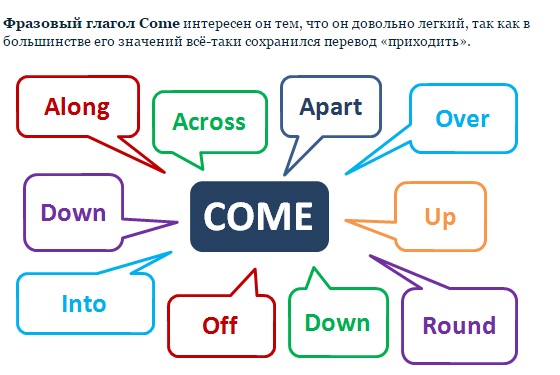 Фразовый глагол Come интересен он тем, что он довольно легкий, так как в
большинстве его значений всё-таки сохранился перевод «приходить».
Along
Across
Apart
Over
Down
COME
Up
Into
Off
Down
Round